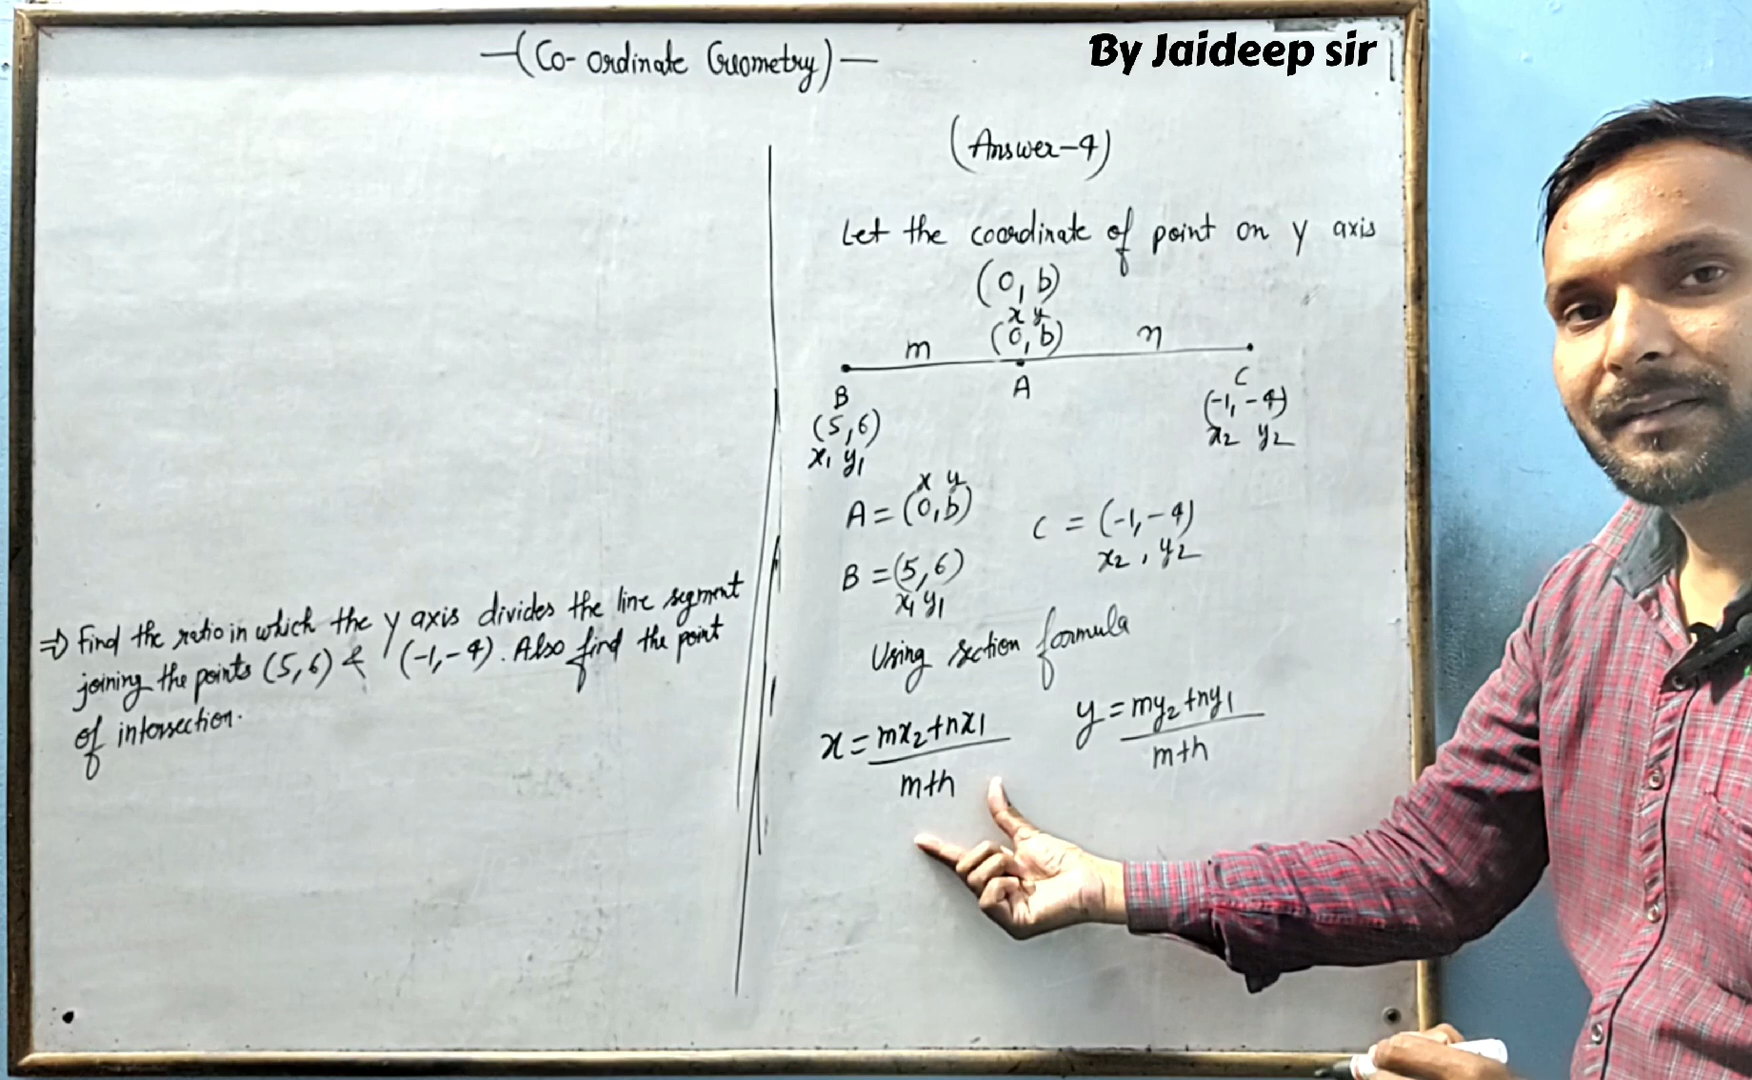 —(Co-ordinate Geometry)—
By Jaideep sir
⇒ Find the ratio in which the y axis divides the line segment
joining the points (5,6) & (-1,-4). Also find the point
of intersection.
(Answer-4)
Let the coordinate of point on y axis
(0, b)
x y
m (0, b) n
B A C
(5,6) (-1,-4)
x₁ y₁ x₂ y₂
x y
A = (0,b) C = (-1,-4)
x₂, y₂
B = (5,6)
x₁ y₁
Using section formula
x = mx₂+nx₁ / m+n y = my₂+ny₁ / m+n